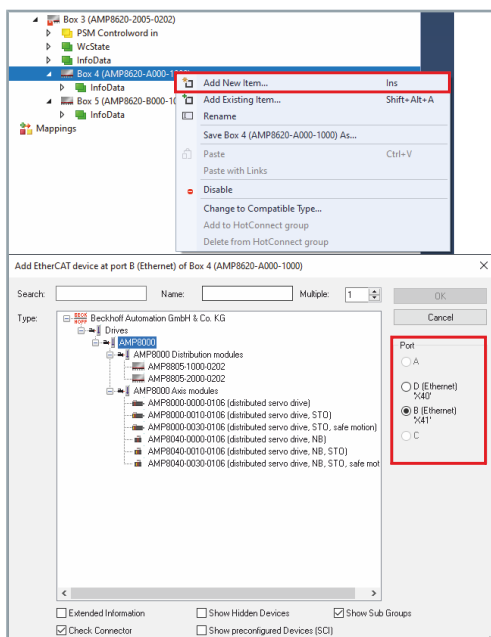 Box 3 (AMP8620-2005-0202)
PSM Controlword in
WcState
Box 4 (AMP8620-A000-1
InfoData
Box 5 (AMP8620-B000-10
InfoData
Mappings
Add New Item... Ins
Add Existing Item... Shift+Alt+A
Rename
Save Box 4 (AMP8620-A000-1000) As...
Paste Ctrl+V
Paste with Links
Disable
Change to Compatible Type...
Add to HotConnect group
Delete from HotConnect group
Add EtherCAT device at port B (Ethernet) of Box 4 (AMP8620-A000-1000)
Search: Name: Multiple: 1 OK
Type: Beckhoff Automation GmbH & Co. KG Cancel
Drives
AMP8000
AMP8000 Distribution modules
AMP8805-1000-0202
AMP8805-2000-0202
AMP8000 Axis modules
AMP8000-0000-0106 (distributed servo drive)
AMP8000-0010-0106 (distributed servo drive, STO)
AMP8000-0030-0106 (distributed servo drive, STO, safe motion)
AMP8040-0000-0106 (distributed servo drive, NB)
AMP8040-0010-0106 (distributed servo drive, NB, STO)
AMP8040-0030-0106 (distributed servo drive, NB, STO, safe mot
Port
A
D (Ethernet)
'X40'
B (Ethernet)
'X41'
C
Extended Information Show Hidden Devices Show Sub Groups
Check Connector Show preconfigured Devices (SCI)